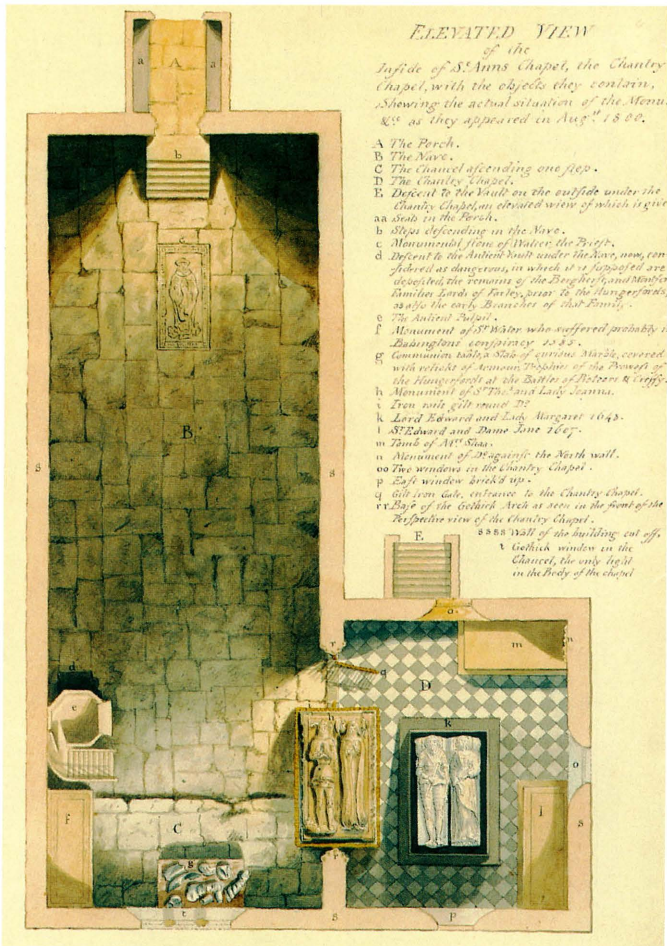 ELEVATED VIEW
of the
Inside of St. Anns Chapel, the Chantry
Chapel, with the objects they contain,
Shewing the actual situation of the Monu.
&cc as they appeared in Augst. 1800.
A The Porch.
B The Nave.
C The Chancel ascending one step.
D The Chantry Chapel.
E Descent to the Vault on the outside under the
Chantry Chapel, an elevated view of which is give
aa Seats in the Porch.
b Steps descending in the Nave.
c Monumental stone of Walter the Priest.
d Descent to the Antient Vault under the Nave, now, con
sidered as dangerous, in which it is supposed are
deposited, the remains of the and
Families Lords of Farley, prior to the Hungerfords,
as also the early Branches of that Family.
e The Antient Pulpit.
f Monument of Sr. Walter who suffered probably i
Babingtons conspiracy
g Communion table, a Slab of curious Marble, covered
with relicks of Armour, Trophies of the Prowess of
the Hungerfords at the Battles of &
h Monument of Sr. Thos. and Lady Joanna.
i Iron rails gilt round Do.
k Lord Edward and Lady Margaret 1648.
l Sr. Edward and Dame Jane 1607.
m Tomb of Mrs. Shaa.
n Monument of Do. against the North wall.
oo Two windows in the Chantry Chapel.
p East window brick'd up.
q Gilt Iron Gate, entrance to the Chantry Chapel.
rr Base of the Gothick Arch as seen in the front of the
Perspective view of the Chantry Chapel.
ssss Wall of the building cut off.
t Gothick window in the
Chancel, the only light
in the Body of the chapel
a
A
a
b
c
B
s
s
E
o
r
q
D
m
n
d
e
k
o
f
l
s
C
g
r
t
s
p